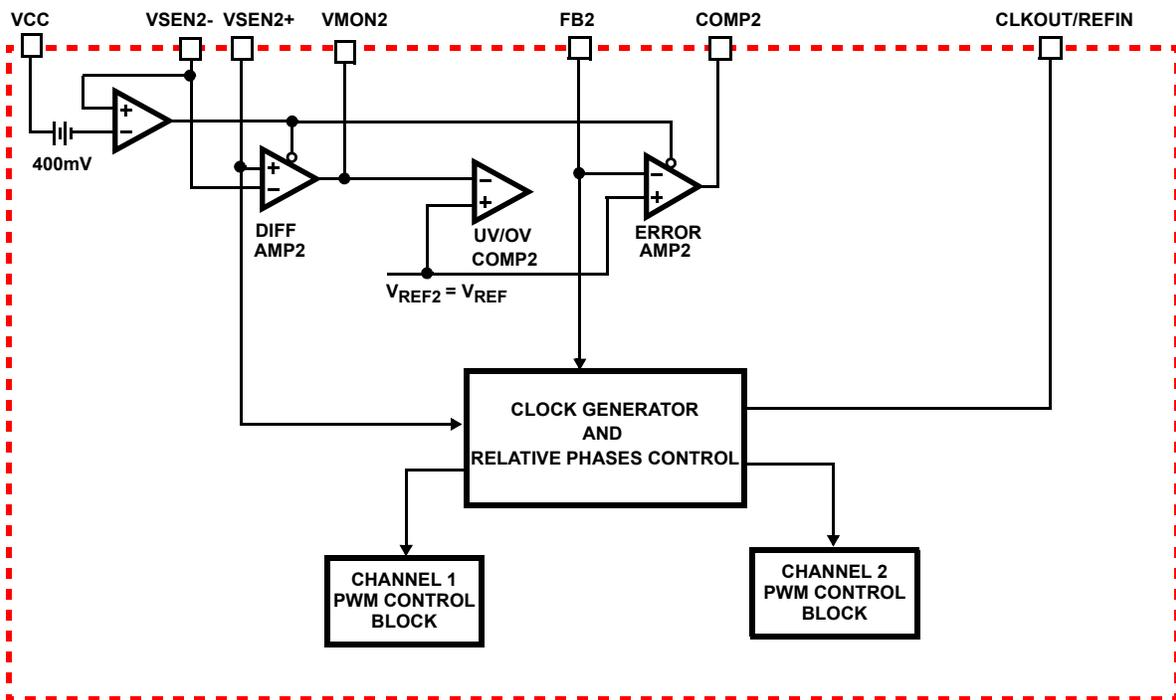 VCC VSEN2- VSEN2+ VMON2 FB2 COMP2 CLKOUT/REFIN
+
−
400mV
+
−
DIFF
AMP2
−
+
UV/OV
COMP2
−
+
ERROR
AMP2
VREF2 = VREF
CLOCK GENERATOR
AND
RELATIVE PHASES CONTROL
CHANNEL 1
PWM CONTROL
BLOCK
CHANNEL 2
PWM CONTROL
BLOCK